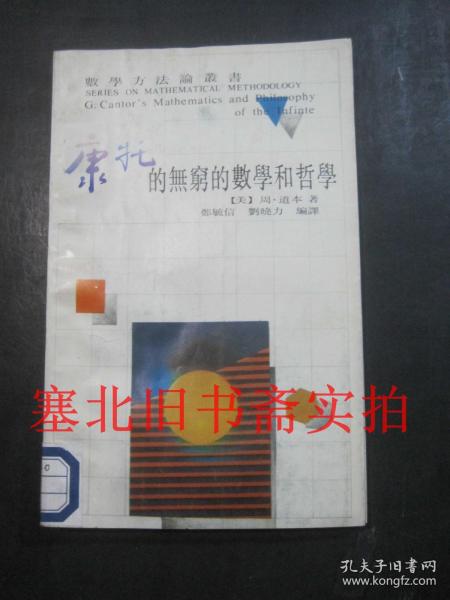 數學方法論叢書
SERIES ON MATHEMATICAL METHODOLOGY
G. Cantor's Mathematics and Philosophy
of the Infinite
康托的無窮的數學和哲學
【美】周·道本 著
鄭毓信 劉曉力 編譯
塞北旧书斋实拍
孔夫子旧书网
www.kongfz.com